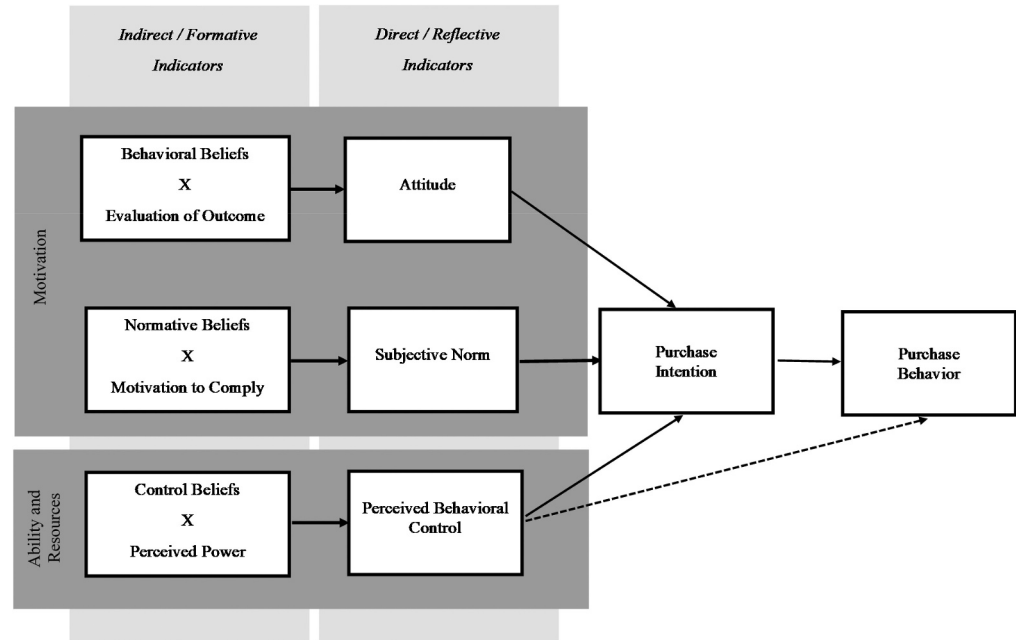 Indirect / Formative
Indicators
Direct / Reflective
Indicators
Motivation
Behavioral Beliefs
X
Evaluation of Outcome
Attitude
Normative Beliefs
X
Motivation to Comply
Subjective Norm
Purchase
Intention
Purchase
Behavior
Ability and
Resources
Control Beliefs
X
Perceived Power
Perceived Behavioral
Control